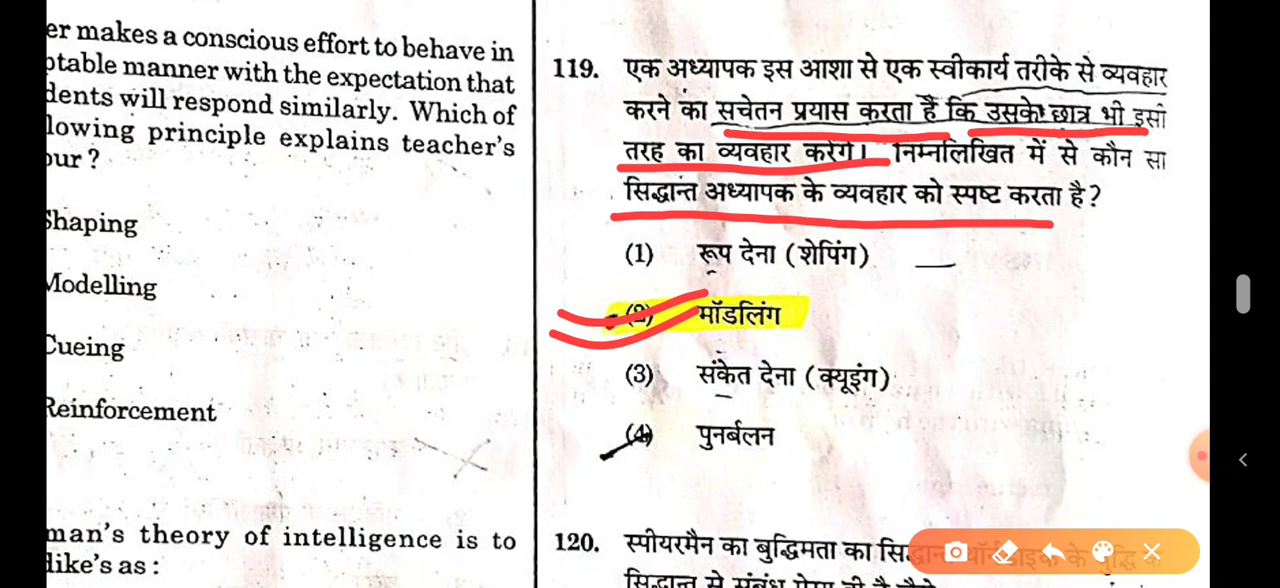 er makes a conscious effort to behave in
ptable manner with the expectation that
dents will respond similarly. Which of
lowing principle explains teacher's
our ?
Shaping
Modelling
Cueing
Reinforcement
man's theory of intelligence is to
dike's as :
119. एक अध्यापक इस आशा से एक स्वीकार्य तरीके से व्यवहार
करने का सचेतन प्रयास करता है कि उसके छात्र भी इसी
तरह का व्यवहार करेंगे। निम्नलिखित में से कौन सा
सिद्धान्त अध्यापक के व्यवहार को स्पष्ट करता है?
(1) रूप देना (शेपिंग)
(2) मॉडलिंग
(3) संकेत देना (क्यूइंग)
(4) पुनर्बलन
120. स्पीयरमैन का बुद्धिमता का